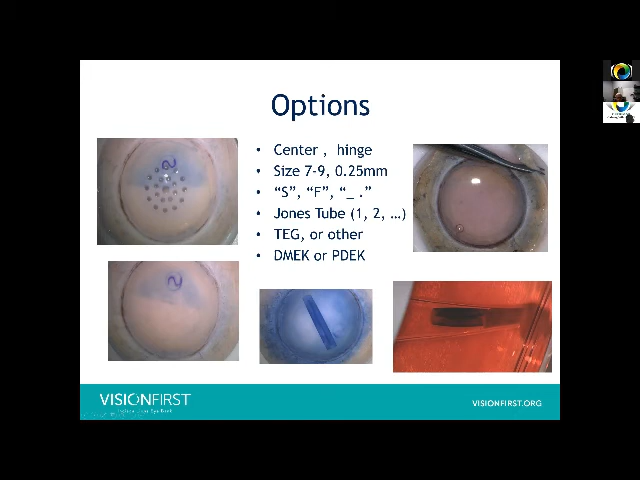 Options
• Center , hinge
• Size 7-9, 0.25mm
• “S”, “F”, “_ .”
• Jones Tube (1, 2, …)
• TEG, or other
• DMEK or PDEK
VISIONFIRST
VISIONFIRST.ORG